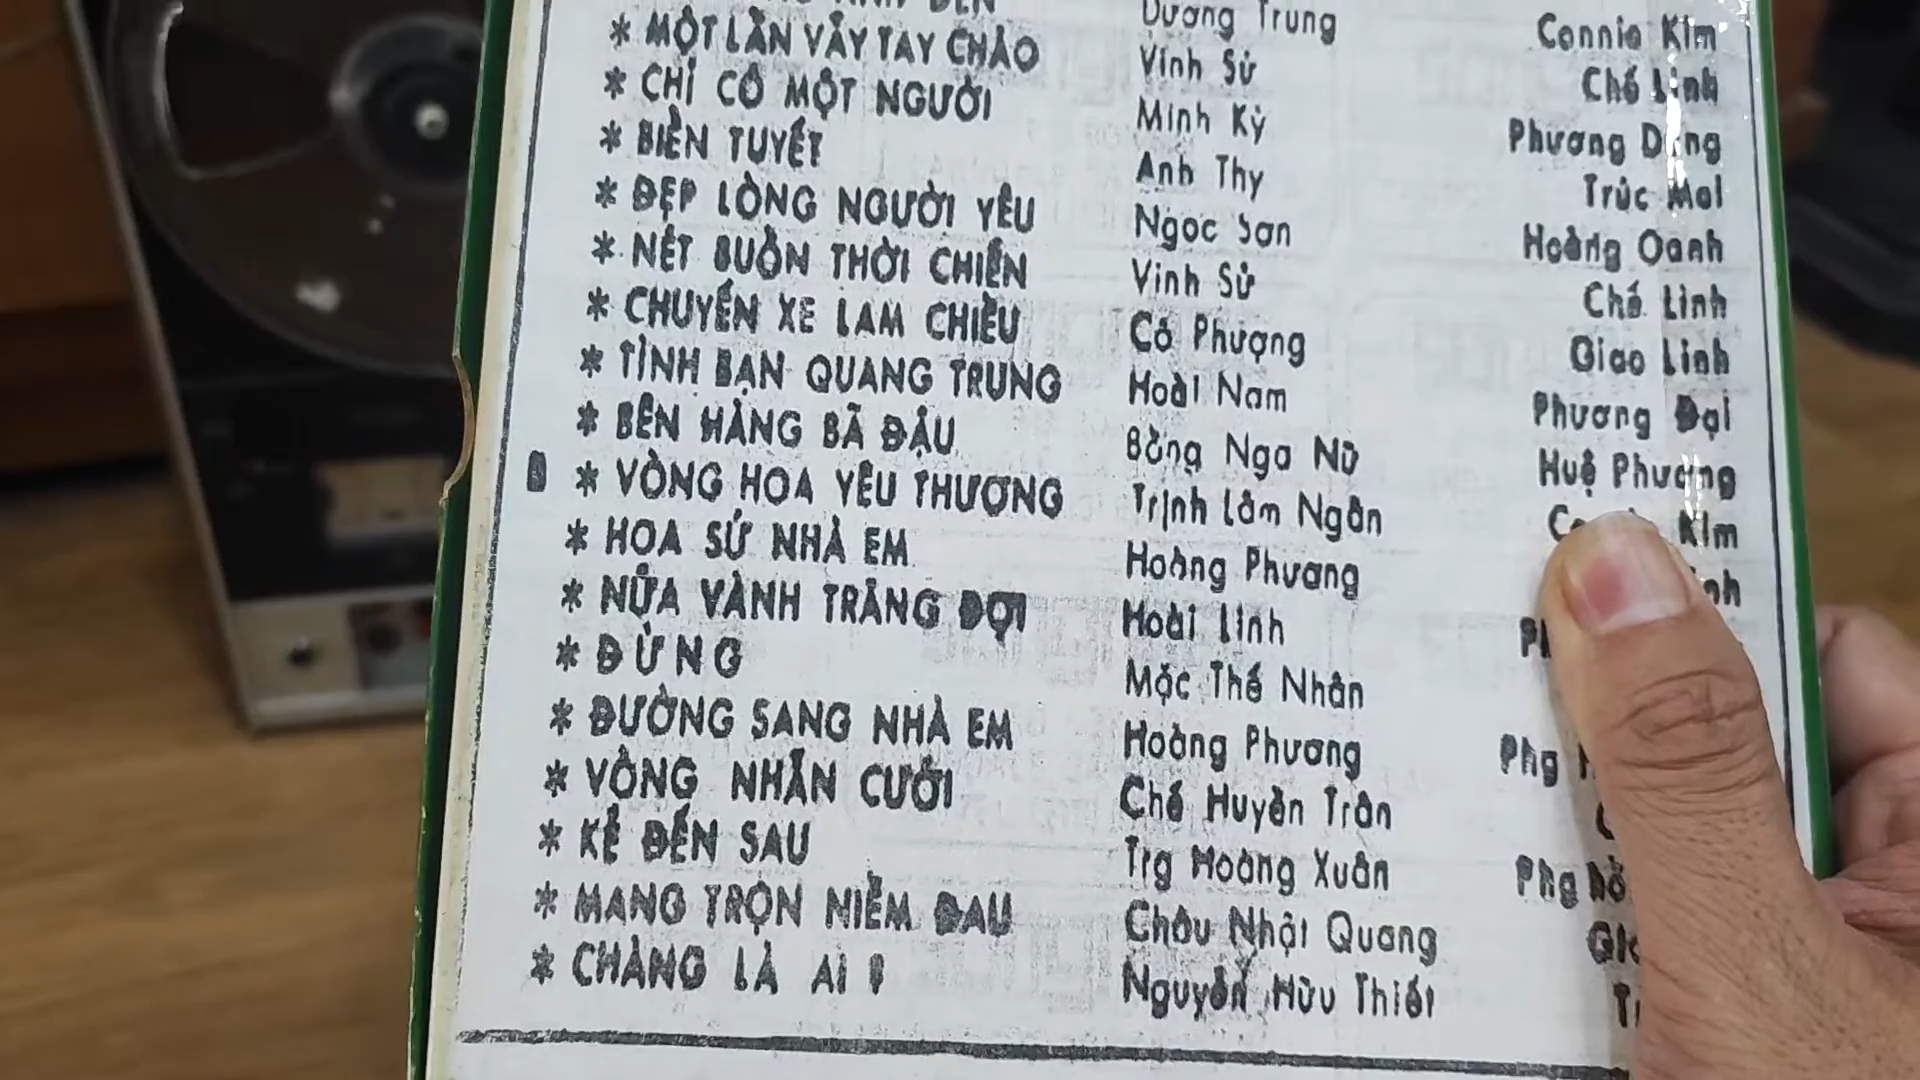 Dương Trung Connie Kim
* MỘT LẦN VẪY TAY CHÀO Vinh Sử Chế Linh
* CHỈ CÓ MỘT NGƯỜI Minh Kỳ Phương Dung
* BIỂN TUYẾT Anh Thy Trúc Mai
* ĐẸP LÒNG NGƯỜI YÊU Ngọc Sơn Hoàng Oanh
* NÉT BUỒN THỜI CHIẾN Vinh Sử Chế Linh
* CHUYẾN XE LAM CHIỀU Cô Phượng Giao Linh
* TÌNH BẠN QUANG TRUNG Hoài Nam Phương Đại
* BÊN HÀNG BÃ ĐẬU Băng Nga Nữ Huệ Phương
* VÒNG HOA YÊU THƯƠNG Trịnh Lâm Ngân Kim
* HOA SỨ NHÀ EM Hoàng Phương
* NỬA VÀNH TRĂNG ĐỢI Hoài Linh
* ĐỪNG Mặc Thế Nhân
* ĐƯỜNG SANG NHÀ EM Hoàng Phương Phg
* VÒNG NHẪN CƯỚI Chế Huyền Trân
* KẺ ĐẾN SAU Trg Hoàng Xuân Phg
* MANG TRỌN NIỀM ĐAU Châu Nhật Quang
* CHÀNG LÀ AI ? Nguyễn Hữu Thiết